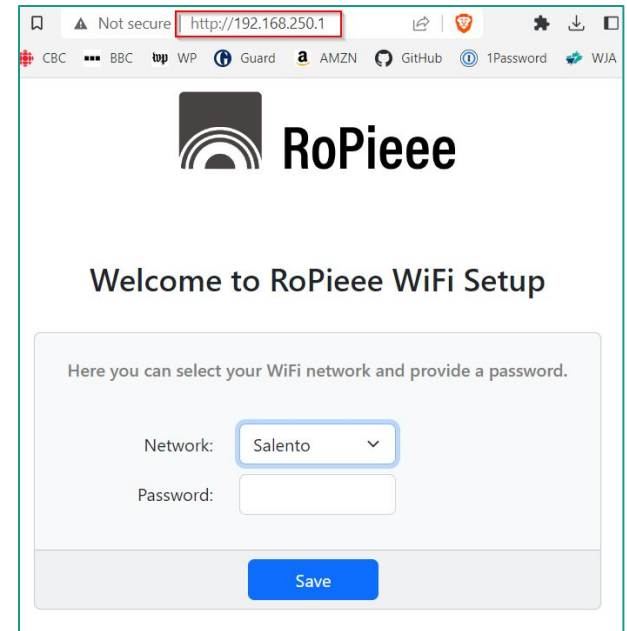 Not secure http://192.168.250.1
CBC BBC wp WP Guard a AMZN GitHub 1Password WJA
RoPieee
Welcome to RoPieee WiFi Setup
Here you can select your WiFi network and provide a password.
Network: Salento
Password:
Save